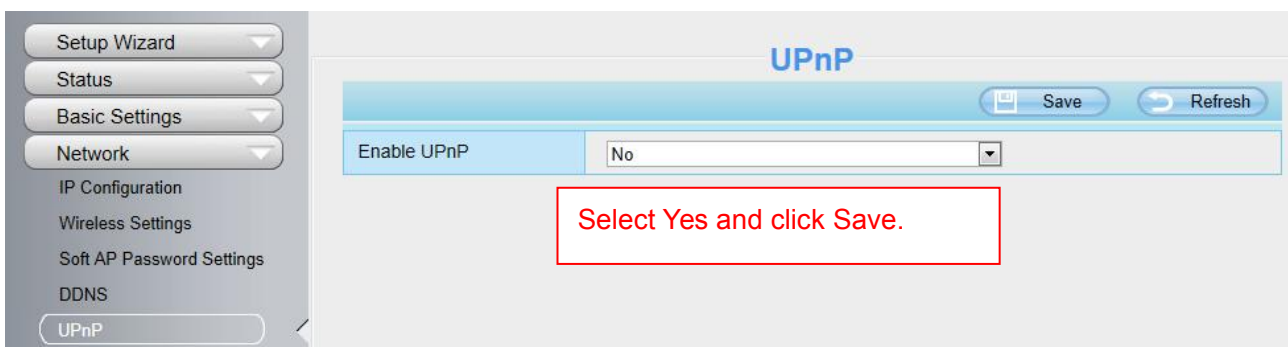 Setup Wizard
Status
Basic Settings
Network
IP Configuration
Wireless Settings
Soft AP Password Settings
DDNS
UPnP
UPnP
Save Refresh
Enable UPnP No
Select Yes and click Save.